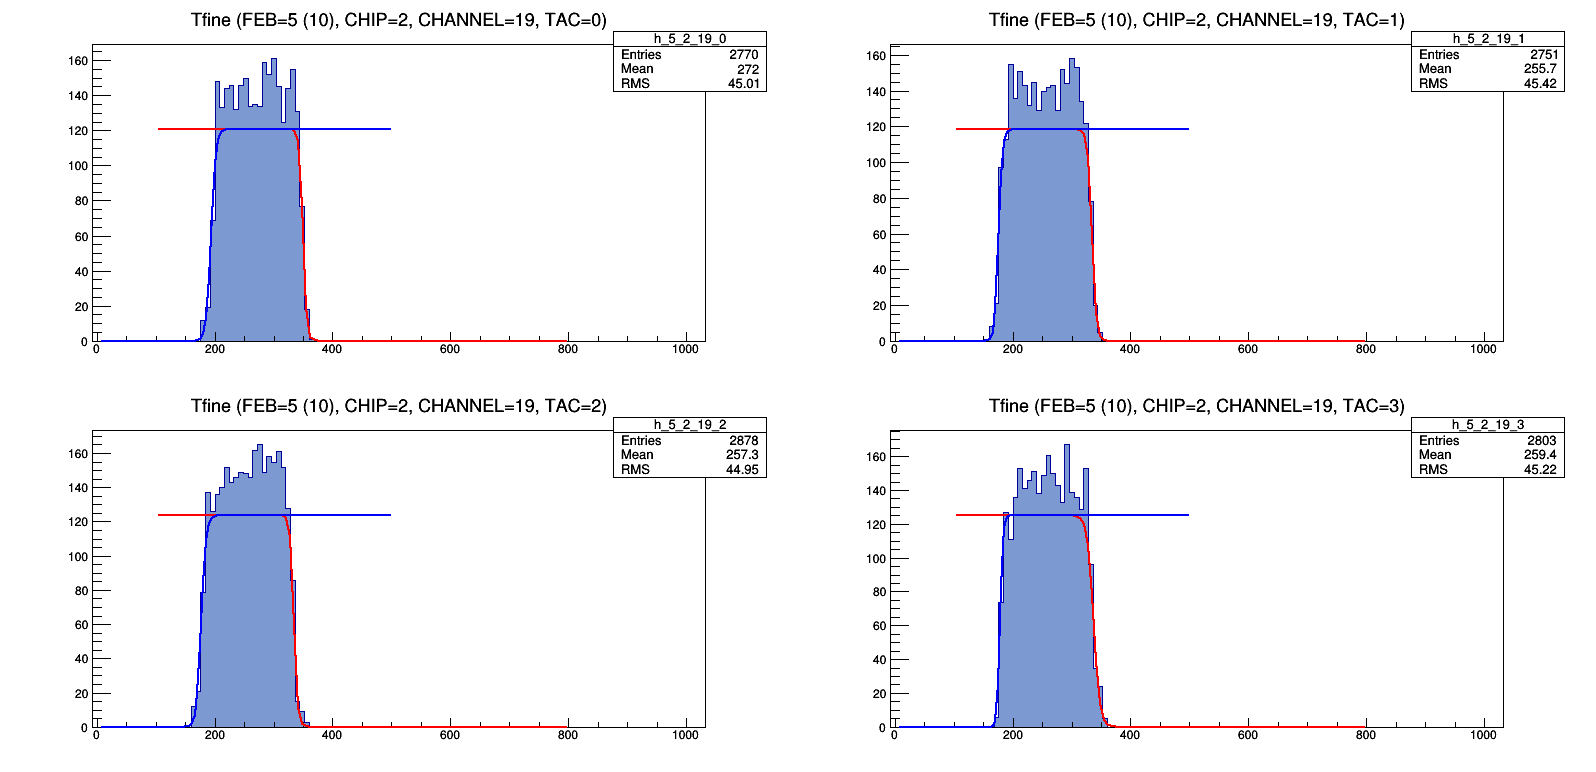 Tfine (FEB=5 (10), CHIP=2, CHANNEL=19, TAC=0)
h_5_2_19_0
Entries 2770
Mean 272
RMS 45.01
160
140
120
100
80
60
40
20
0
0 200 400 600 800 1000
Tfine (FEB=5 (10), CHIP=2, CHANNEL=19, TAC=1)
h_5_2_19_1
Entries 2751
Mean 255.7
RMS 45.42
160
140
120
100
80
60
40
20
0
0 200 400 600 800 1000
Tfine (FEB=5 (10), CHIP=2, CHANNEL=19, TAC=2)
h_5_2_19_2
Entries 2878
Mean 257.3
RMS 44.95
160
140
120
100
80
60
40
20
0
0 200 400 600 800 1000
Tfine (FEB=5 (10), CHIP=2, CHANNEL=19, TAC=3)
h_5_2_19_3
Entries 2803
Mean 259.4
RMS 45.22
160
140
120
100
80
60
40
20
0
0 200 400 600 800 1000